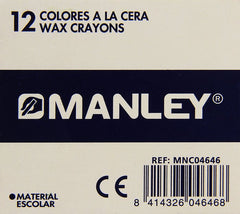 12 COLORES A LA CERA
WAX CRAYONS
MANLEY®
REF: MNC04646
• MATERIAL
ESCOLAR
CE
8 414326 046468